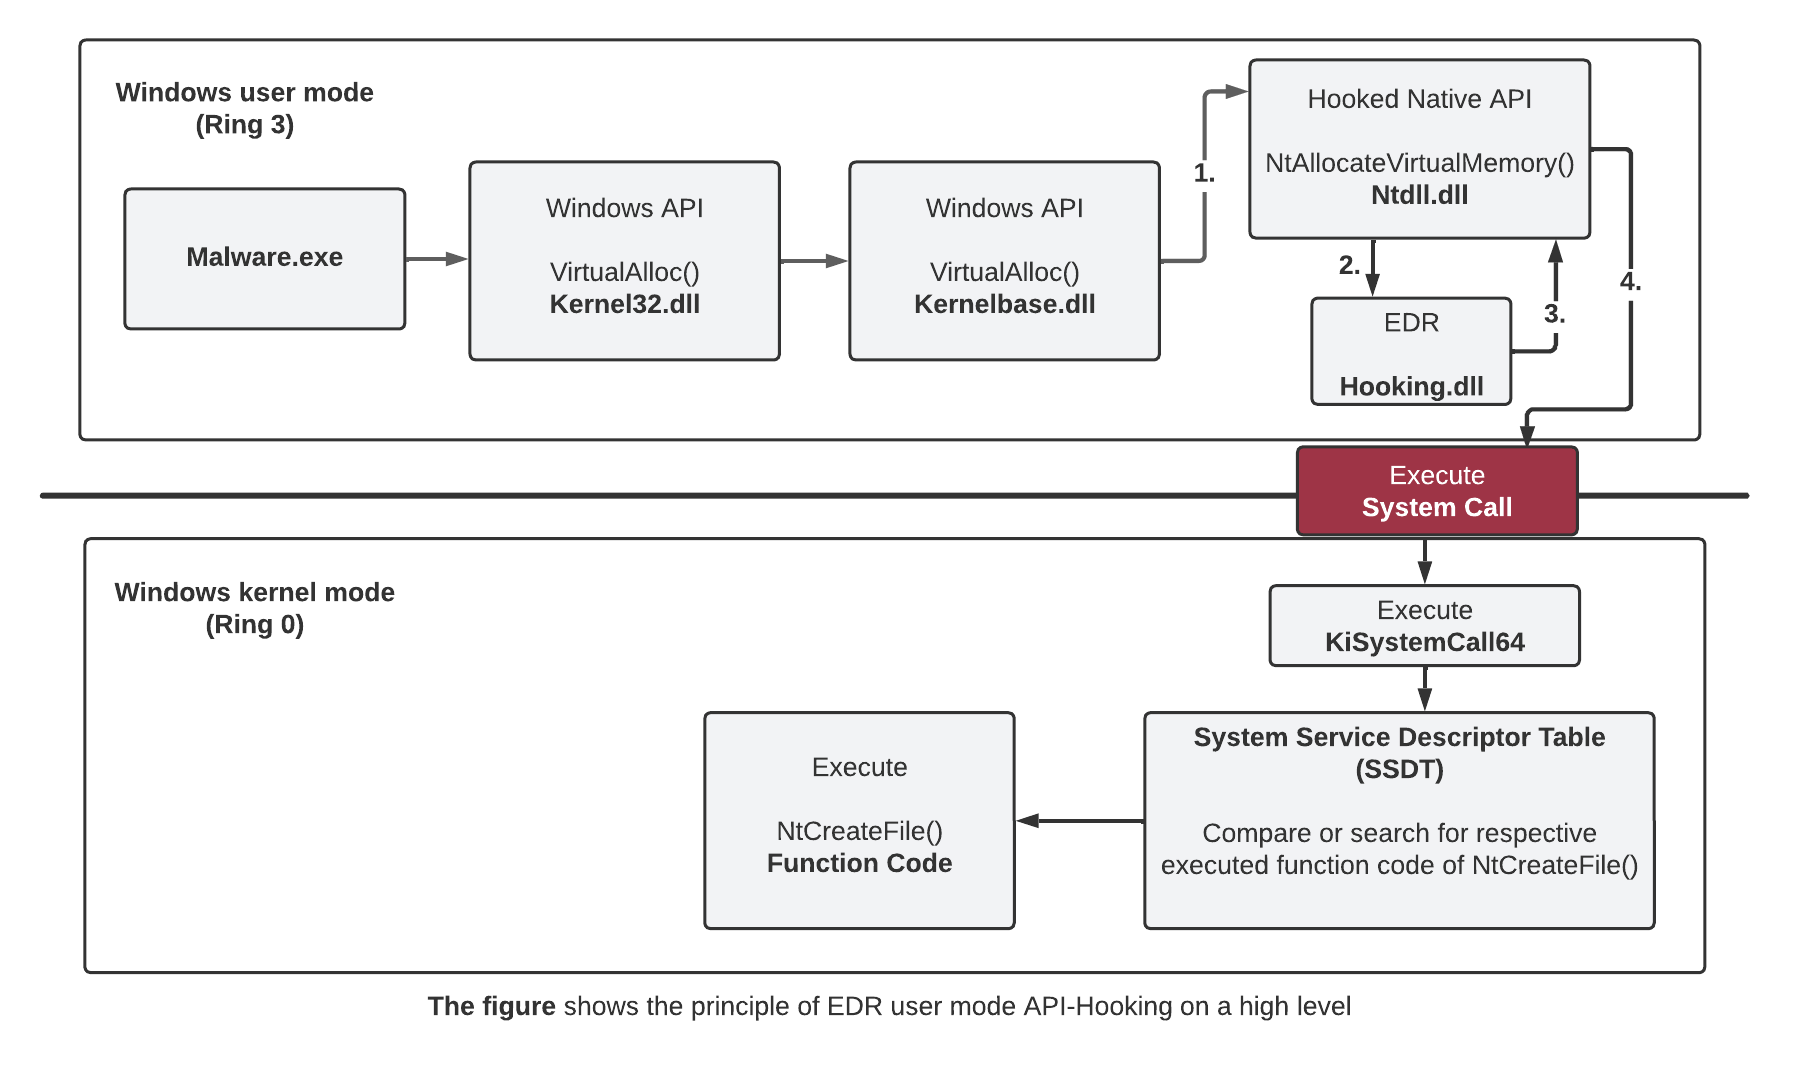 Windows user mode
(Ring 3)
Malware.exe
Windows API
VirtualAlloc()
Kernel32.dll
Windows API
VirtualAlloc()
Kernelbase.dll
1.
Hooked Native API
NtAllocateVirtualMemory()
Ntdll.dll
2.
3.
4.
EDR
Hooking.dll
Execute
System Call
Windows kernel mode
(Ring 0)
Execute
KiSystemCall64
System Service Descriptor Table
(SSDT)
Compare or search for respective
executed function code of NtCreateFile()
Execute
NtCreateFile()
Function Code
The figure shows the principle of EDR user mode API-Hooking on a high level